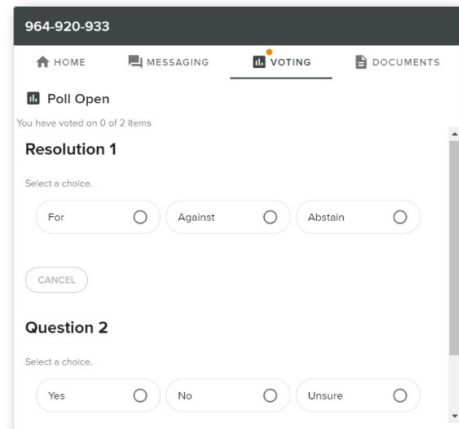 964-920-933
HOME MESSAGING VOTING DOCUMENTS
Poll Open
You have voted on 0 of 2 items
Resolution 1
Select a choice.
For Against Abstain
CANCEL
Question 2
Select a choice.
Yes No Unsure